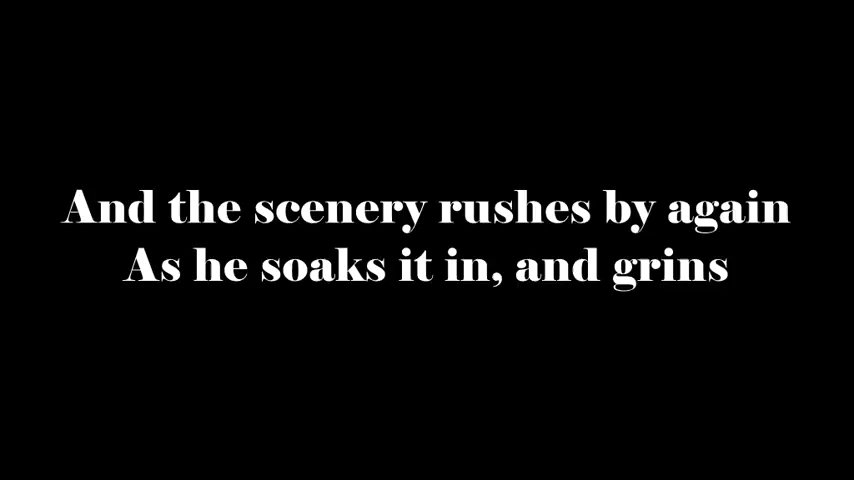 And the scenery rushes by again
As he soaks it in, and grins